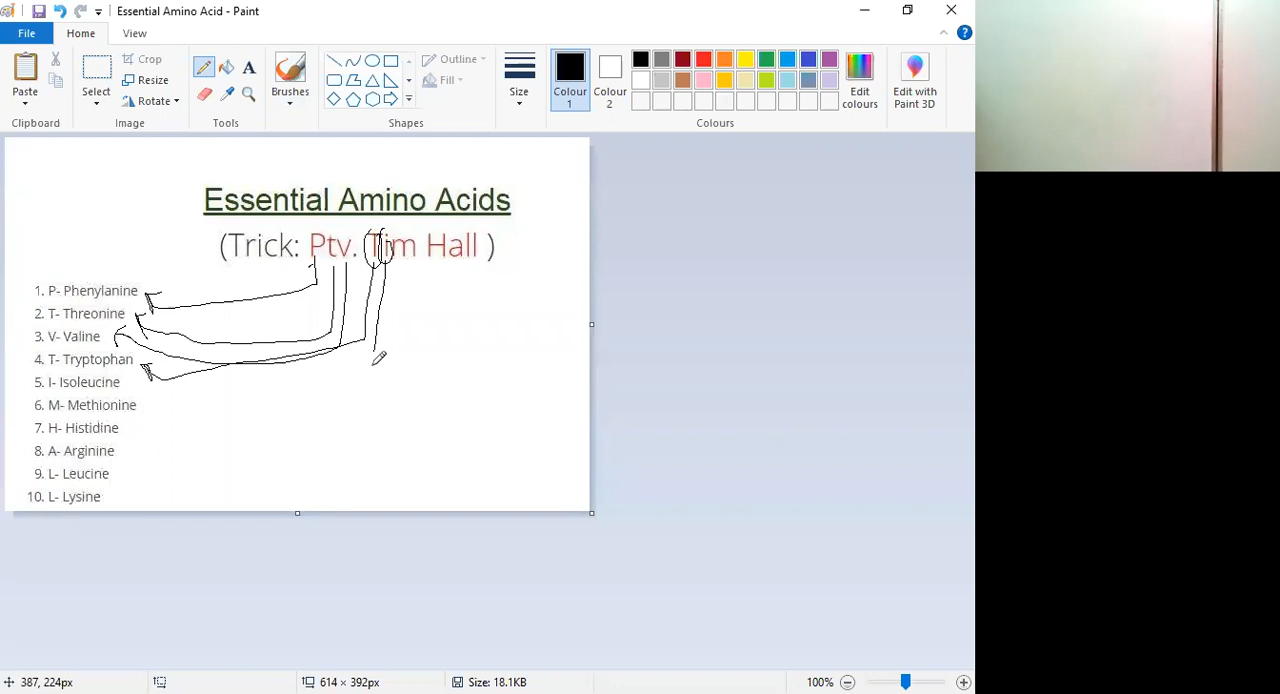 Essential Amino Acid - Paint
File Home View
Paste
Clipboard
Select
Crop
Resize
Rotate
Image
Tools
Brushes
Outline
Fill
Shapes
Size
Colour 1
Colour 2
Edit colours
Edit with Paint 3D
Colours
Essential Amino Acids
(Trick: Ptv. Tim Hall )
1. P- Phenylanine
2. T- Threonine
3. V- Valine
4. T- Tryptophan
5. I- Isoleucine
6. M- Methionine
7. H- Histidine
8. A- Arginine
9. L- Leucine
10. L- Lysine
387, 224px 614 × 392px Size: 18.1KB 100%